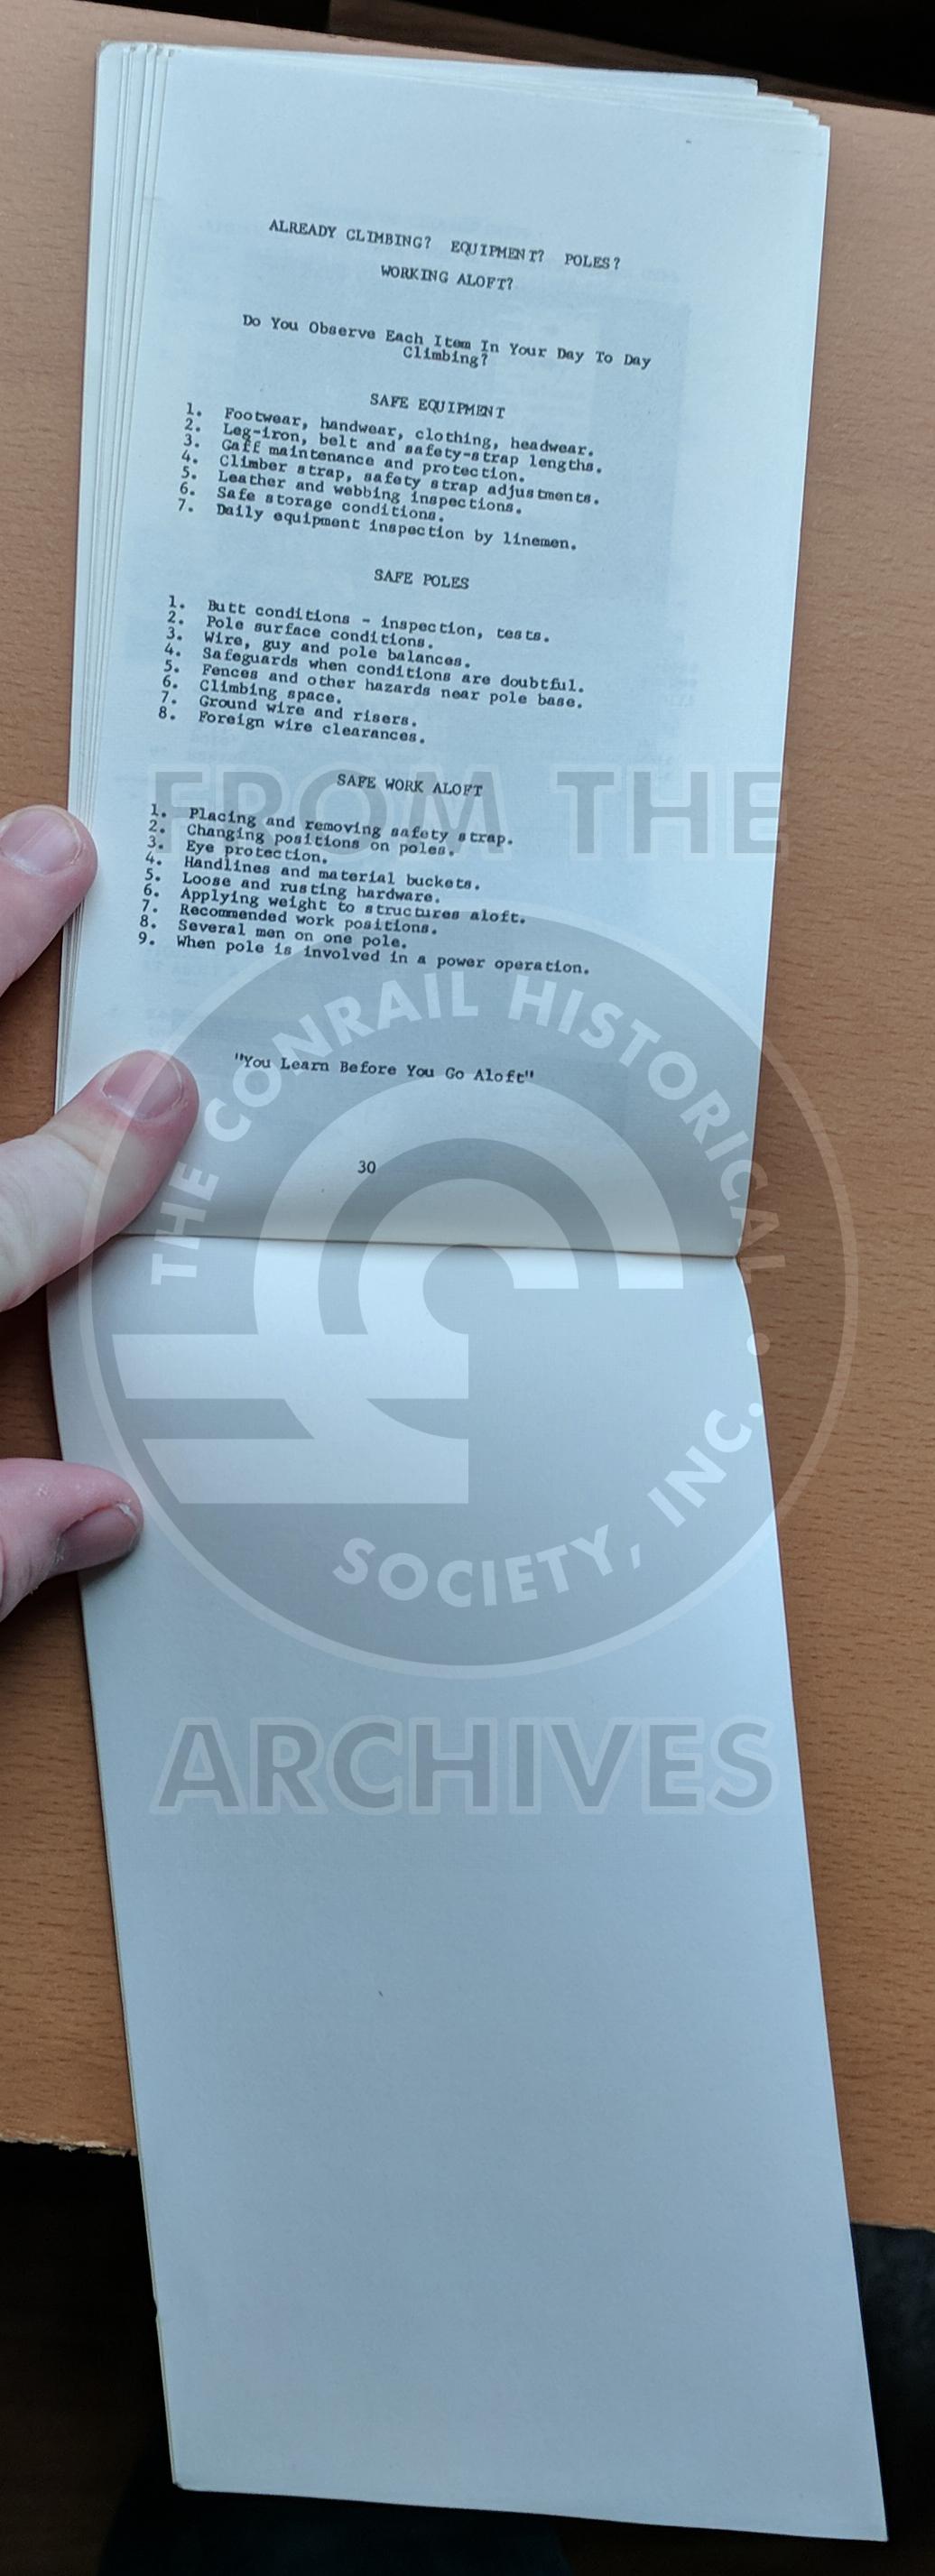 ALREADY CLIMBING?  EQUIPMENT?  POLES?
WORKING ALOFT?
Do You Observe Each Item In Your Day To Day
Climbing?
SAFE EQUIPMENT
1. Footwear, handwear, clothing, headwear.
2. Leg-iron, belt and safety-strap lengths.
3. Gaff maintenance and protection.
4. Climber strap, safety strap adjustments.
5. Leather and webbing inspections.
6. Safe storage conditions.
7. Daily equipment inspection by linemen.
SAFE POLES
1. Butt conditions - inspection, tests.
2. Pole surface conditions.
3. Wire, guy and pole balances.
4. Safeguards when conditions are doubtful.
5. Fences and other hazards near pole base.
6. Climbing space.
7. Ground wire and risers.
8. Foreign wire clearances.
SAFE WORK ALOFT
1. Placing and removing safety strap.
2. Changing positions on poles.
3. Eye protection.
4. Handlines and material buckets.
5. Loose and rusting hardware.
6. Applying weight to structures aloft.
7. Recommended work positions.
8. Several men on one pole.
9. When pole is involved in a power operation.
"You Learn Before You Go Aloft"
30
FROM THE
THE CONRAIL HISTORICAL • SOCIETY, INC.
ARCHIVES